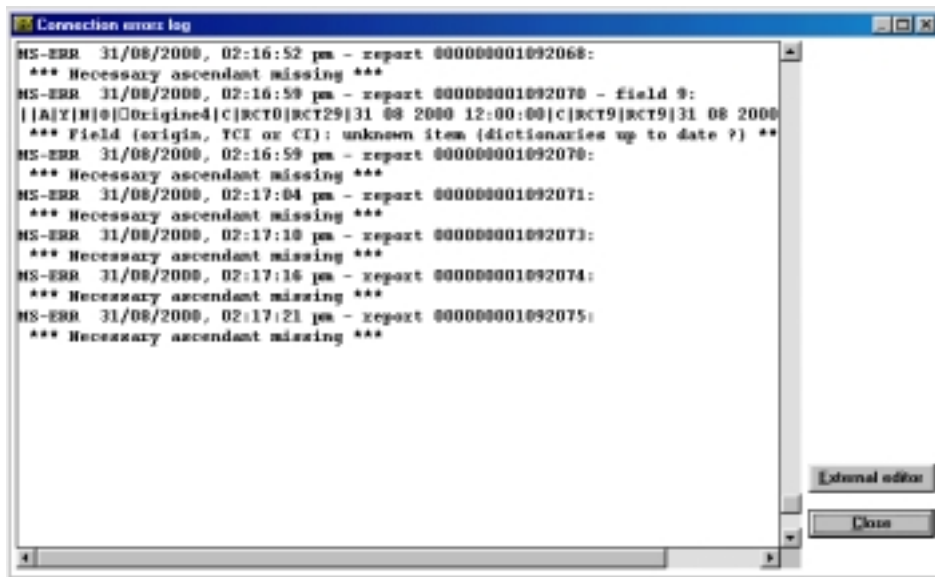 Connection errors log
MS-ERR 31/08/2000, 02:16:52 pm - report 000000001092068:
*** Necessary ascendant missing ***
MS-ERR 31/08/2000, 02:16:59 pm - report 000000001092070 - field 9:
||A|Y|N|0|□Origine4|C|RCT0|RCT29|31 08 2000 12:00:00|C|RCT9|RCT9|31 08 2000
*** Field (origin, TCI or CI): unknown item (dictionaries up to date ?) **
MS-ERR 31/08/2000, 02:16:59 pm - report 000000001092070:
*** Necessary ascendant missing ***
MS-ERR 31/08/2000, 02:17:04 pm - report 000000001092071:
*** Necessary ascendant missing ***
MS-ERR 31/08/2000, 02:17:10 pm - report 000000001092073:
*** Necessary ascendant missing ***
MS-ERR 31/08/2000, 02:17:16 pm - report 000000001092074:
*** Necessary ascendant missing ***
MS-ERR 31/08/2000, 02:17:21 pm - report 000000001092075:
*** Necessary ascendant missing ***
External editor
Close